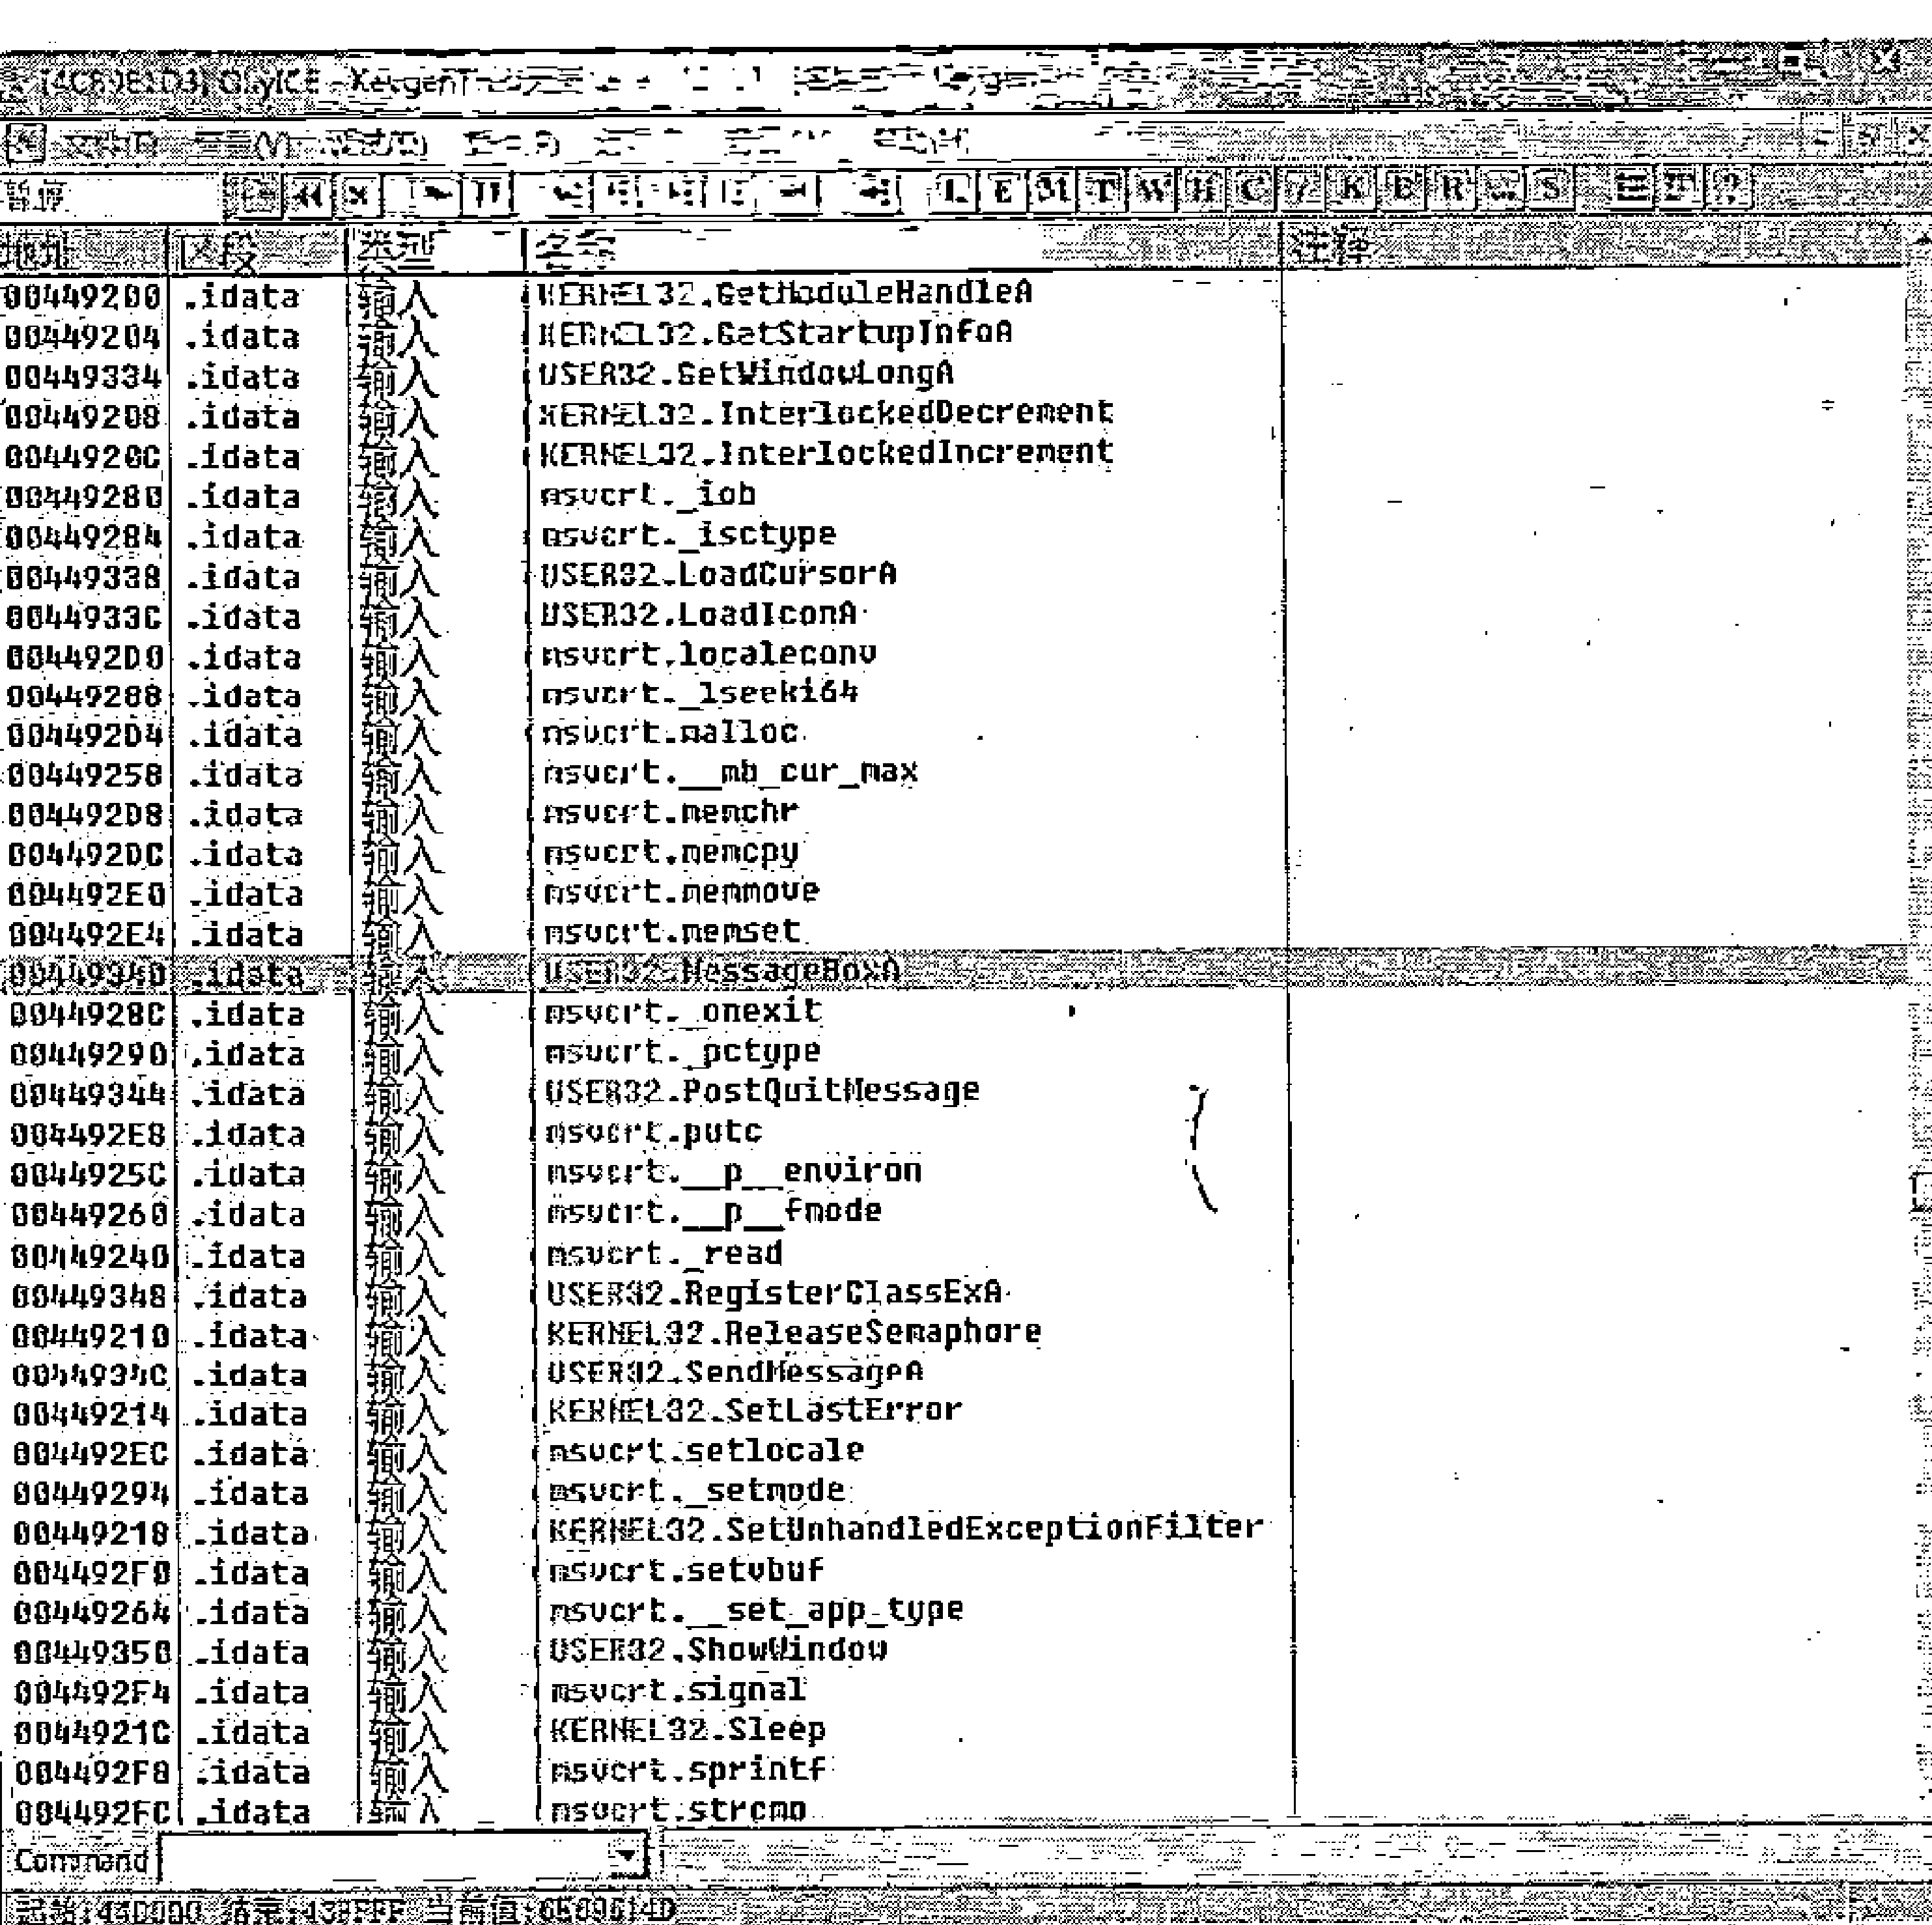 暂停 L E M T W H C / K B R ... S ?
地址 区段 类型 名字 注释
00449200 .idata 输入 KERNEL32.GetModuleHandleA
00449204 .idata 输入 KERNEL32.GetStartupInfoA
00449334 .idata 输入 USER32.GetWindowLongA
00449208 .idata 输入 KERNEL32.InterlockedDecrement
0044920C .idata 输入 KERNEL32.InterlockedIncrement
00449280 .idata 输入 msvcrt._iob
00449284 .idata 输入 msvcrt._isctype
00449338 .idata 输入 USER32.LoadCursorA
0044933C .idata 输入 USER32.LoadIconA
004492D0 .idata 输入 msvcrt.localeconv
00449288 .idata 输入 msvcrt._lseeki64
004492D4 .idata 输入 msvcrt.malloc
00449258 .idata 输入 msvcrt.__mb_cur_max
004492D8 .idata 输入 msvcrt.memchr
004492DC .idata 输入 msvcrt.memcpy
004492E0 .idata 输入 msvcrt.memmove
004492E4 .idata 输入 msvcrt.memset
00449340 .idata 输入 USER32.MessageBoxA
0044928C .idata 输入 msvcrt._onexit
00449290 .idata 输入 msvcrt._pctype
00449344 .idata 输入 USER32.PostQuitMessage
004492E8 .idata 输入 msvcrt.putc
0044925C .idata 输入 msvcrt.__p__environ
00449260 .idata 输入 msvcrt.__p__fmode
00449240 .idata 输入 msvcrt._read
00449348 .idata 输入 USER32.RegisterClassExA
00449210 .idata 输入 KERNEL32.ReleaseSemaphore
0044934C .idata 输入 USER32.SendMessageA
00449214 .idata 输入 KERNEL32.SetLastError
004492EC .idata 输入 msvcrt.setlocale
00449294 .idata 输入 msvcrt._setmode
00449218 .idata 输入 KERNEL32.SetUnhandledExceptionFilter
004492F0 .idata 输入 msvcrt.setvbuf
00449264 .idata 输入 msvcrt.__set_app_type
00449350 .idata 输入 USER32.ShowWindow
004492F4 .idata 输入 msvcrt.signal
0044921C .idata 输入 KERNEL32.Sleep
004492F8 .idata 输入 msvcrt.sprintf
004492FC .idata 输入 msvcrt.strcmp
Command
起始: 结束: 当前值: